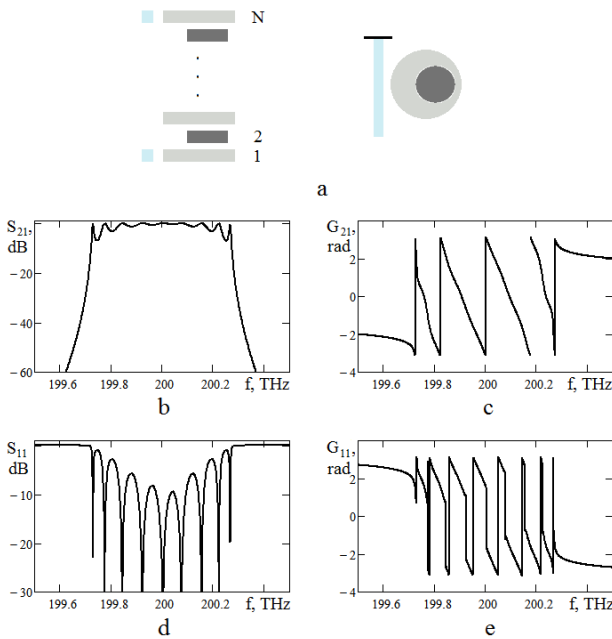 N
2
1
a
S21, dB
−20
−40
−60
199.6 199.8 200 200.2 f, THz
b
G21, rad
2
0
−2
−4
199.6 199.8 200 200.2 f, THz
c
S11, dB
−10
−20
−30
199.6 199.8 200 200.2 f, THz
d
G11, rad
2
0
−2
−4
199.6 199.8 200 200.2 f, THz
e